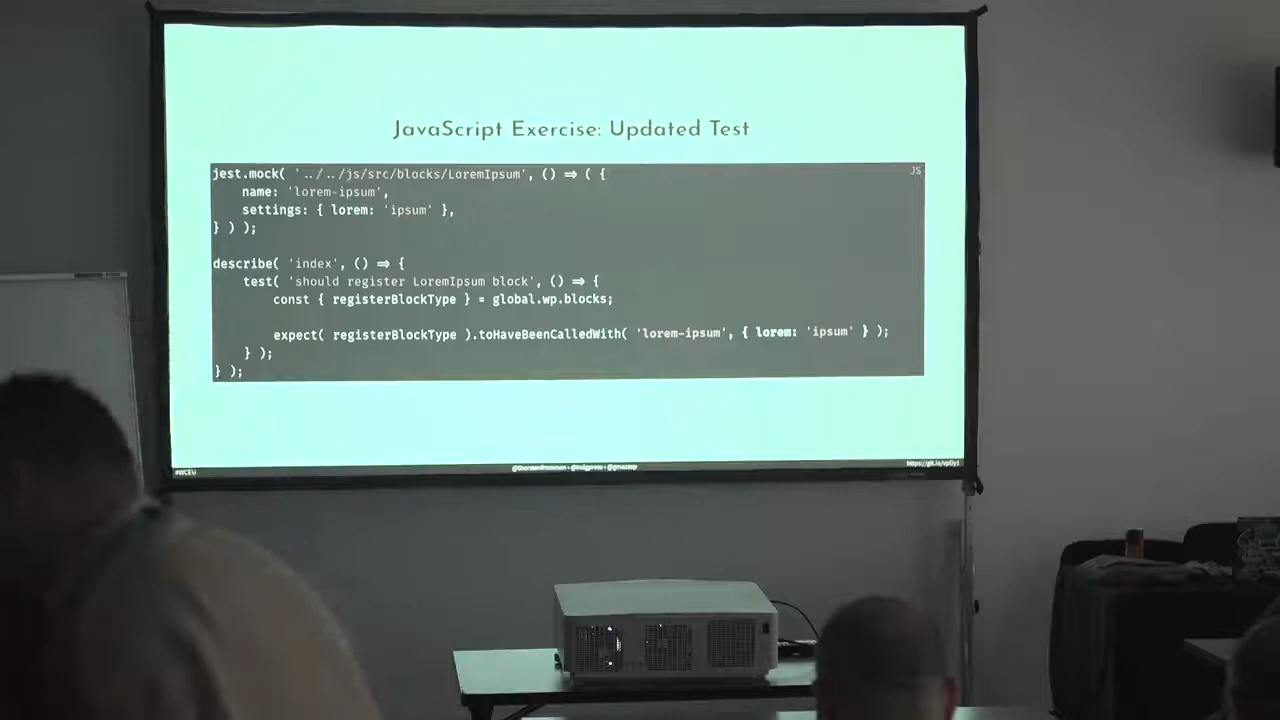 JavaScript Exercise: Updated Test
JS
jest.mock( '../../js/src/blocks/LoremIpsum', () => ( {
    name: 'lorem-ipsum',
    settings: { lorem: 'ipsum' },
} ) );

describe( 'index', () => {
    test( 'should register LoremIpsum block', () => {
        const { registerBlockType } = global.wp.blocks;

        expect( registerBlockType ).toHaveBeenCalledWith( 'lorem-ipsum', { lorem: 'ipsum' } );
    } );
} );
#WCEU